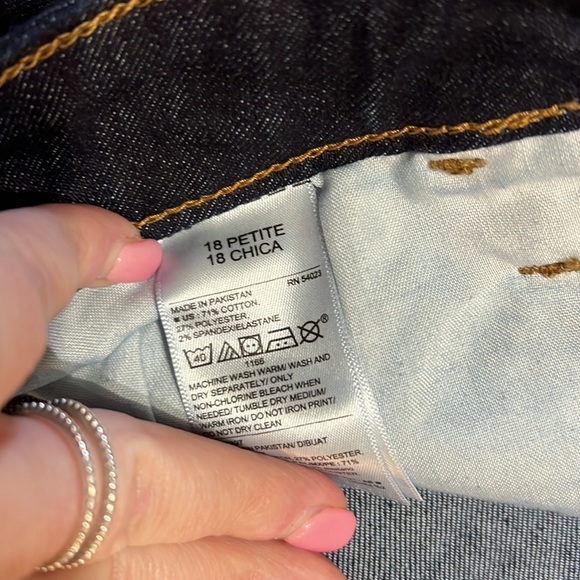 18 PETITE
18 CHICA
RN 54023
MADE IN PAKISTAN
■ US : 71% COTTON,
27% POLYESTER,
2% SPANDEX/ELASTANE
40
®
1166
MACHINE WASH WARM/ WASH AND
DRY SEPARATELY/ ONLY
NON-CHLORINE BLEACH WHEN
NEEDED/ TUMBLE DRY MEDIUM/
WARM IRON/ DO NOT IRON PRINT/
DO NOT DRY CLEAN
PAKISTAN/ DIBUAT
27% POLYESTER,
: 71%